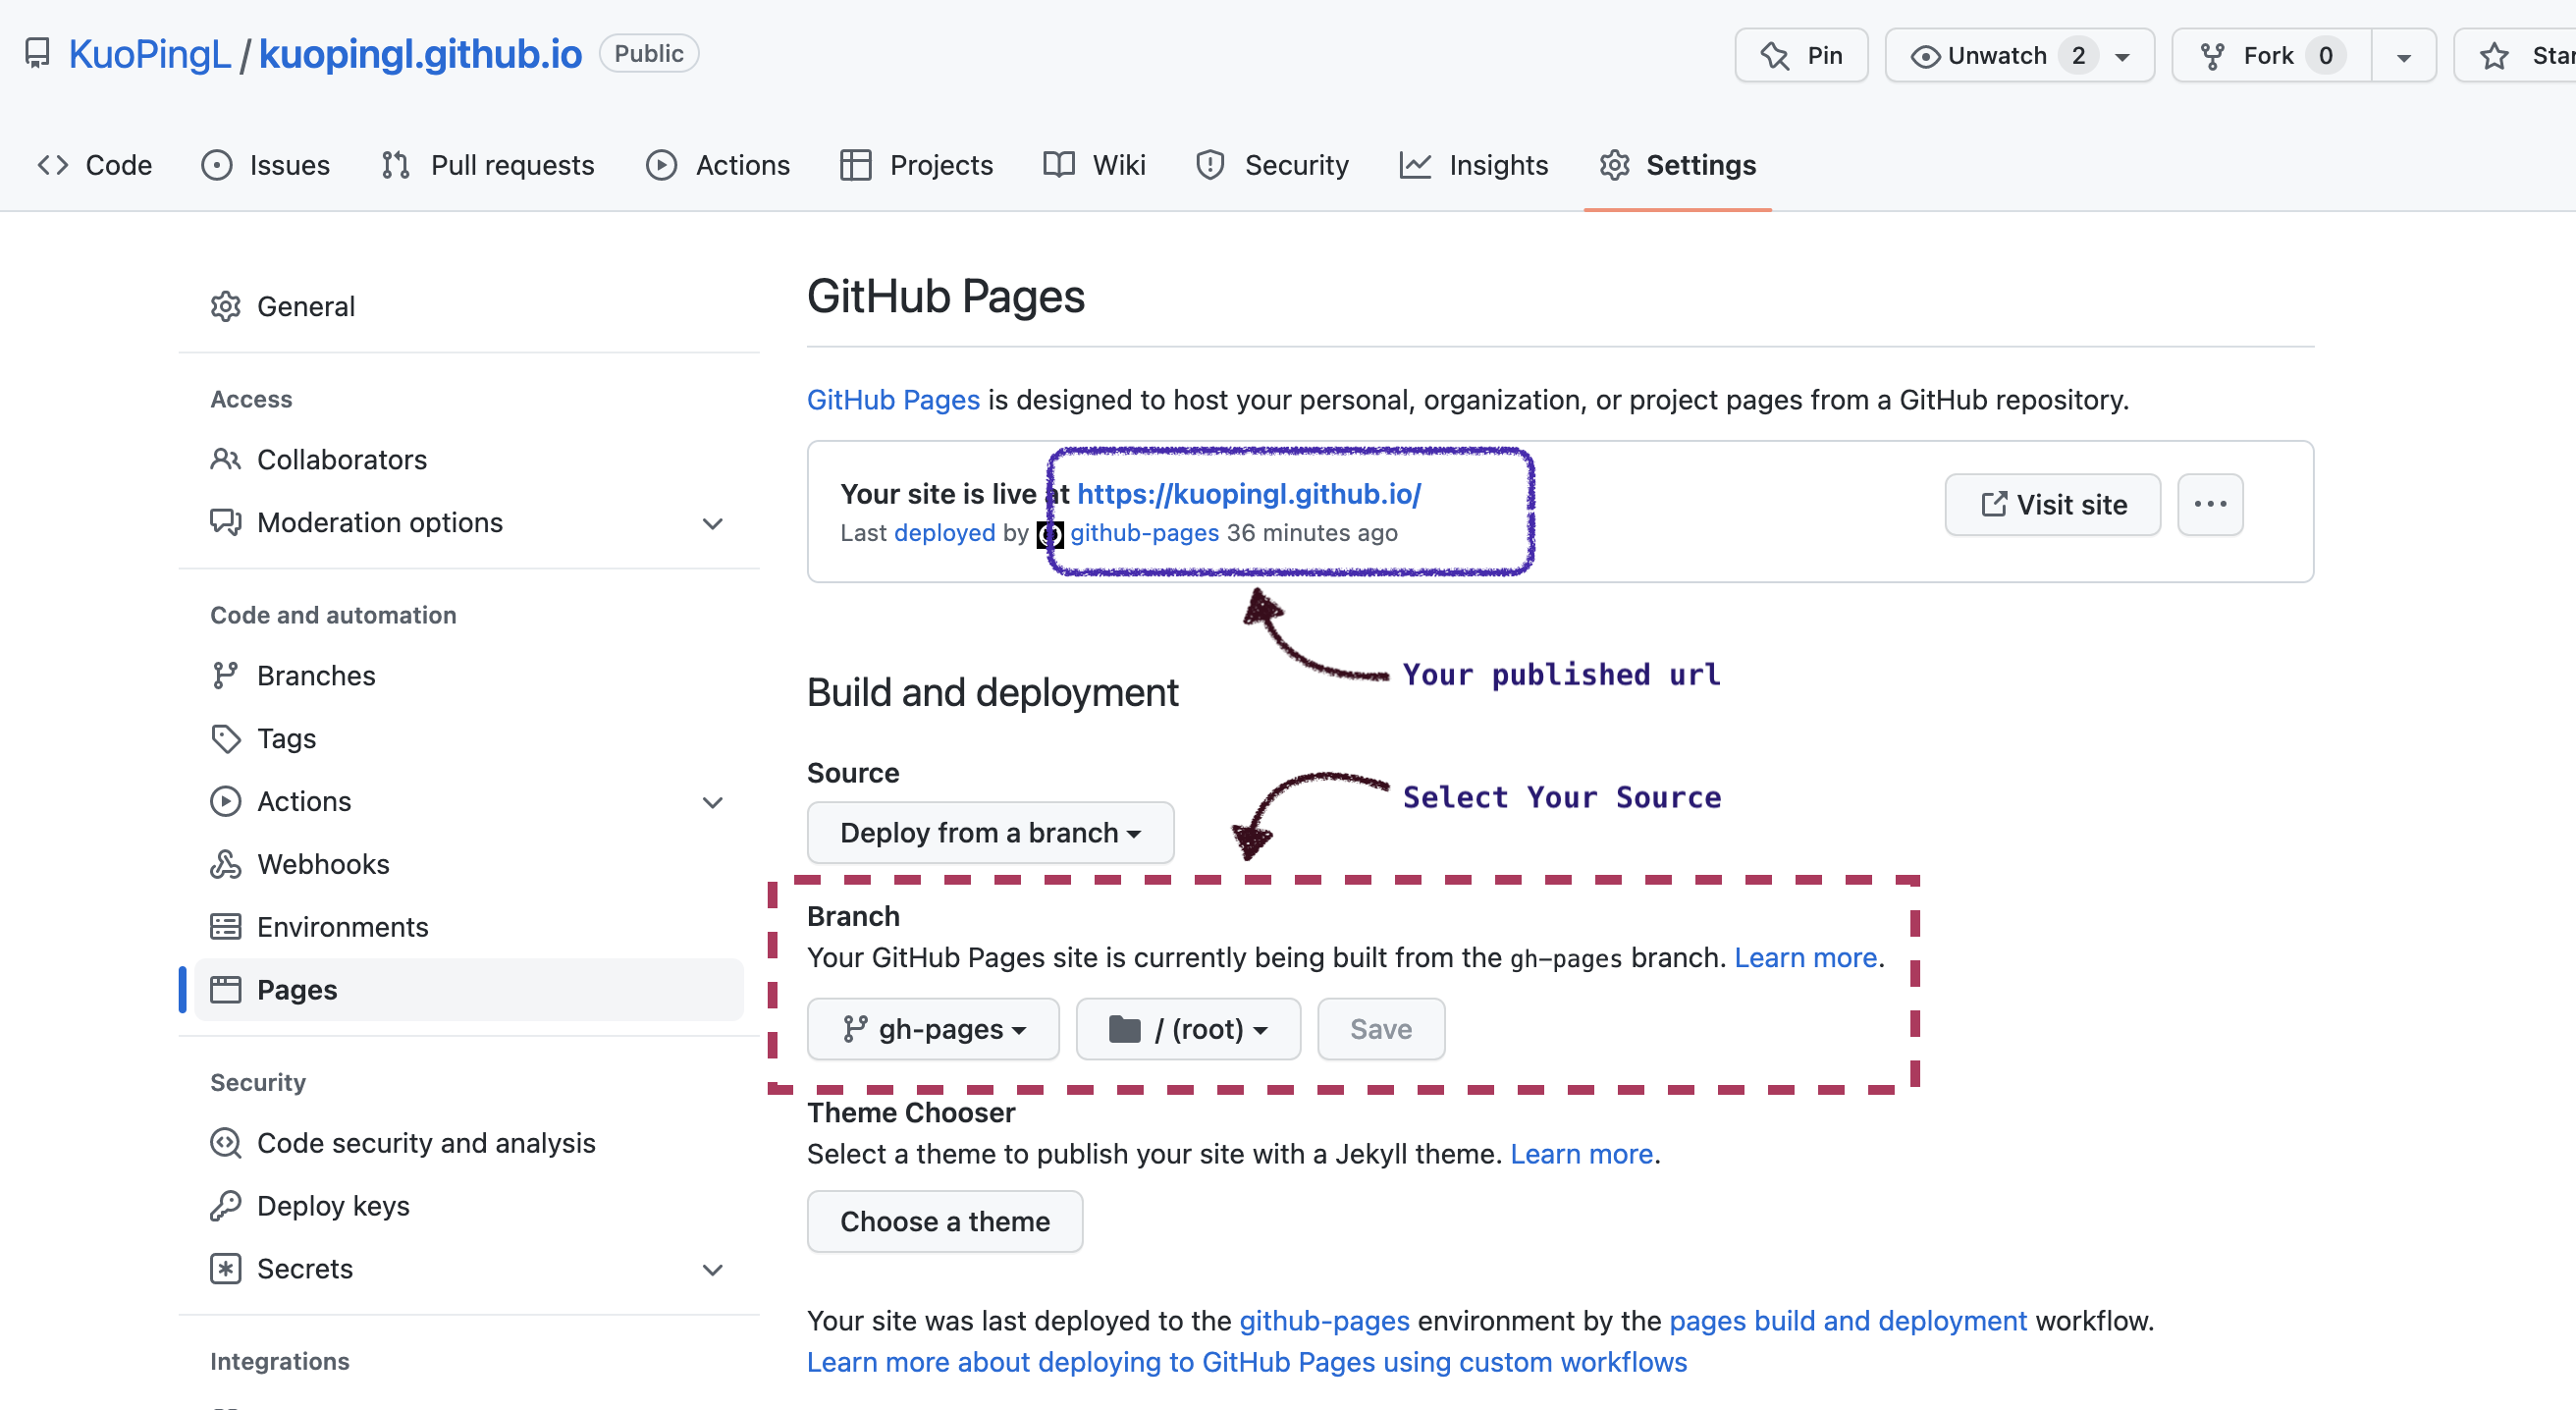 KuoPingL / kuopingl.github.io Public
Pin
Unwatch 2
Fork 0
Code
Issues
Pull requests
Actions
Projects
Wiki
Security
Insights
Settings
General
Access
Collaborators
Moderation options
Code and automation
Branches
Tags
Actions
Webhooks
Environments
Pages
Security
Code security and analysis
Deploy keys
Secrets
Integrations
GitHub Pages
GitHub Pages is designed to host your personal, organization, or project pages from a GitHub repository.
Your site is live at https://kuopingl.github.io/
Last deployed by github-pages 36 minutes ago
Visit site
Your published url
Build and deployment
Source
Select Your Source
Deploy from a branch
Branch
Your GitHub Pages site is currently being built from the gh-pages branch. Learn more.
gh-pages
/ (root)
Save
Theme Chooser
Select a theme to publish your site with a Jekyll theme. Learn more.
Choose a theme
Your site was last deployed to the github-pages environment by the pages build and deployment workflow.
Learn more about deploying to GitHub Pages using custom workflows